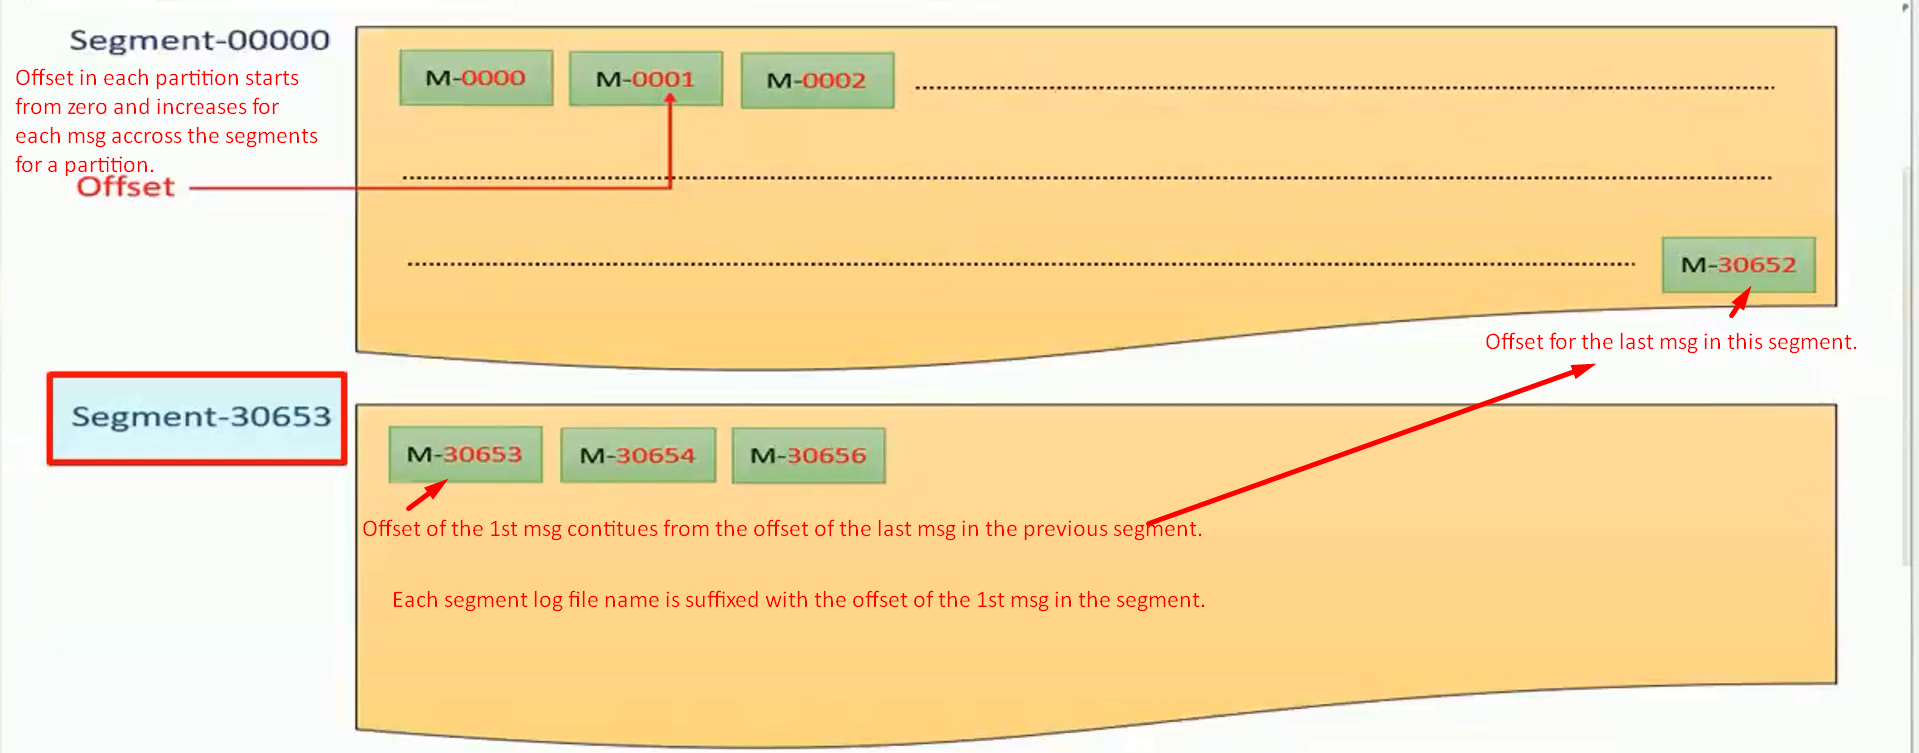 Segment-00000
Offset in each partition starts
from zero and increases for
each msg accross the segments
for a partition.
Offset
M-0000 M-0001 M-0002
M-30652
Offset for the last msg in this segment.
Segment-30653
M-30653 M-30654 M-30656
Offset of the 1st msg contitues from the offset of the last msg in the previous segment.
Each segment log file name is suffixed with the offset of the 1st msg in the segment.